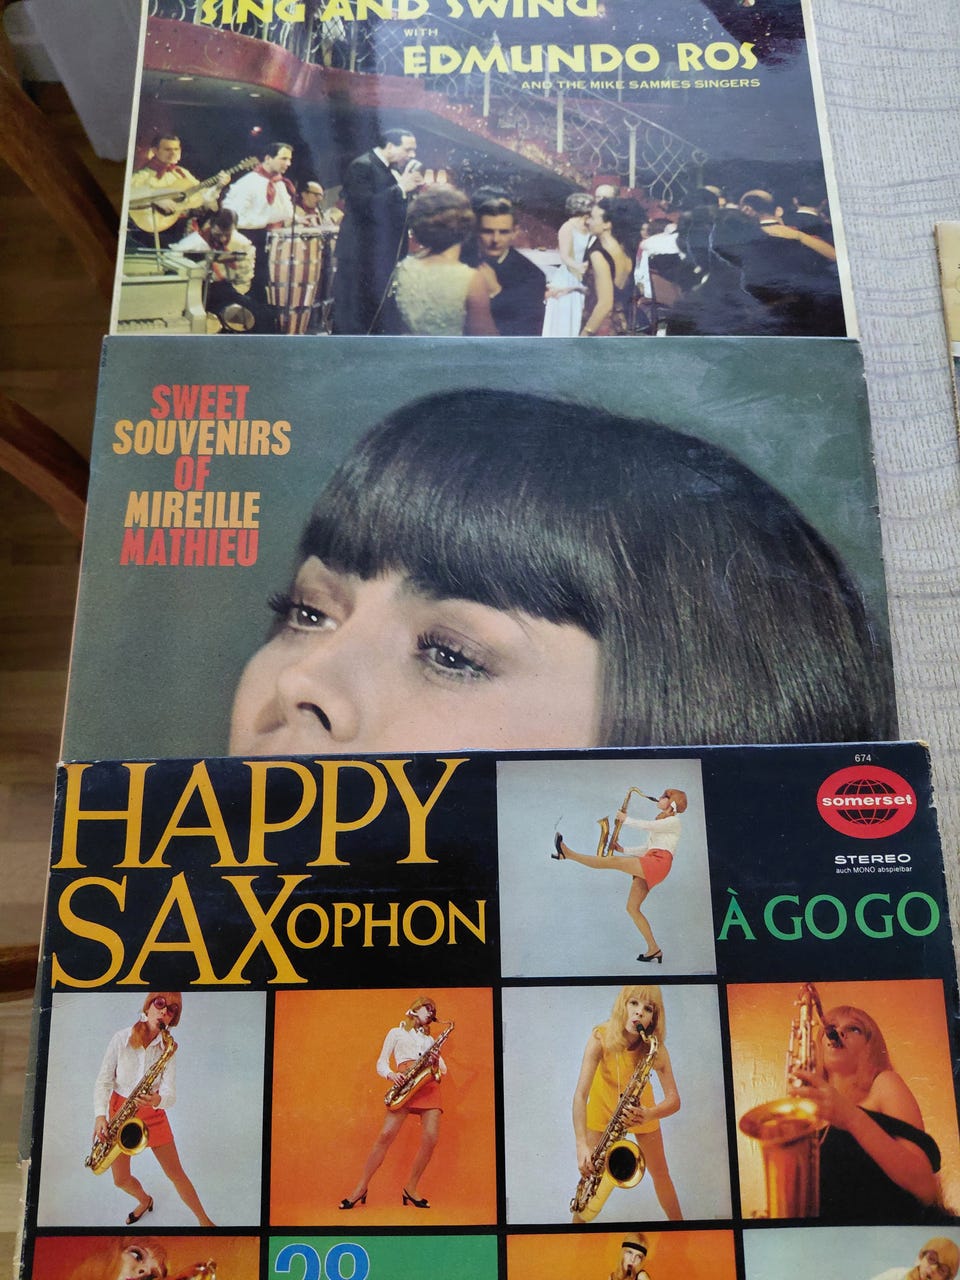 SING AND SWING
WITH
EDMUNDO ROS
AND THE MIKE SAMMES SINGERS
SWEET
SOUVENIRS
OF
MIREILLE
MATHIEU
HAPPY
SAXOPHON
À GO GO
674
somerset
STEREO
auch MONO abspielbar
28